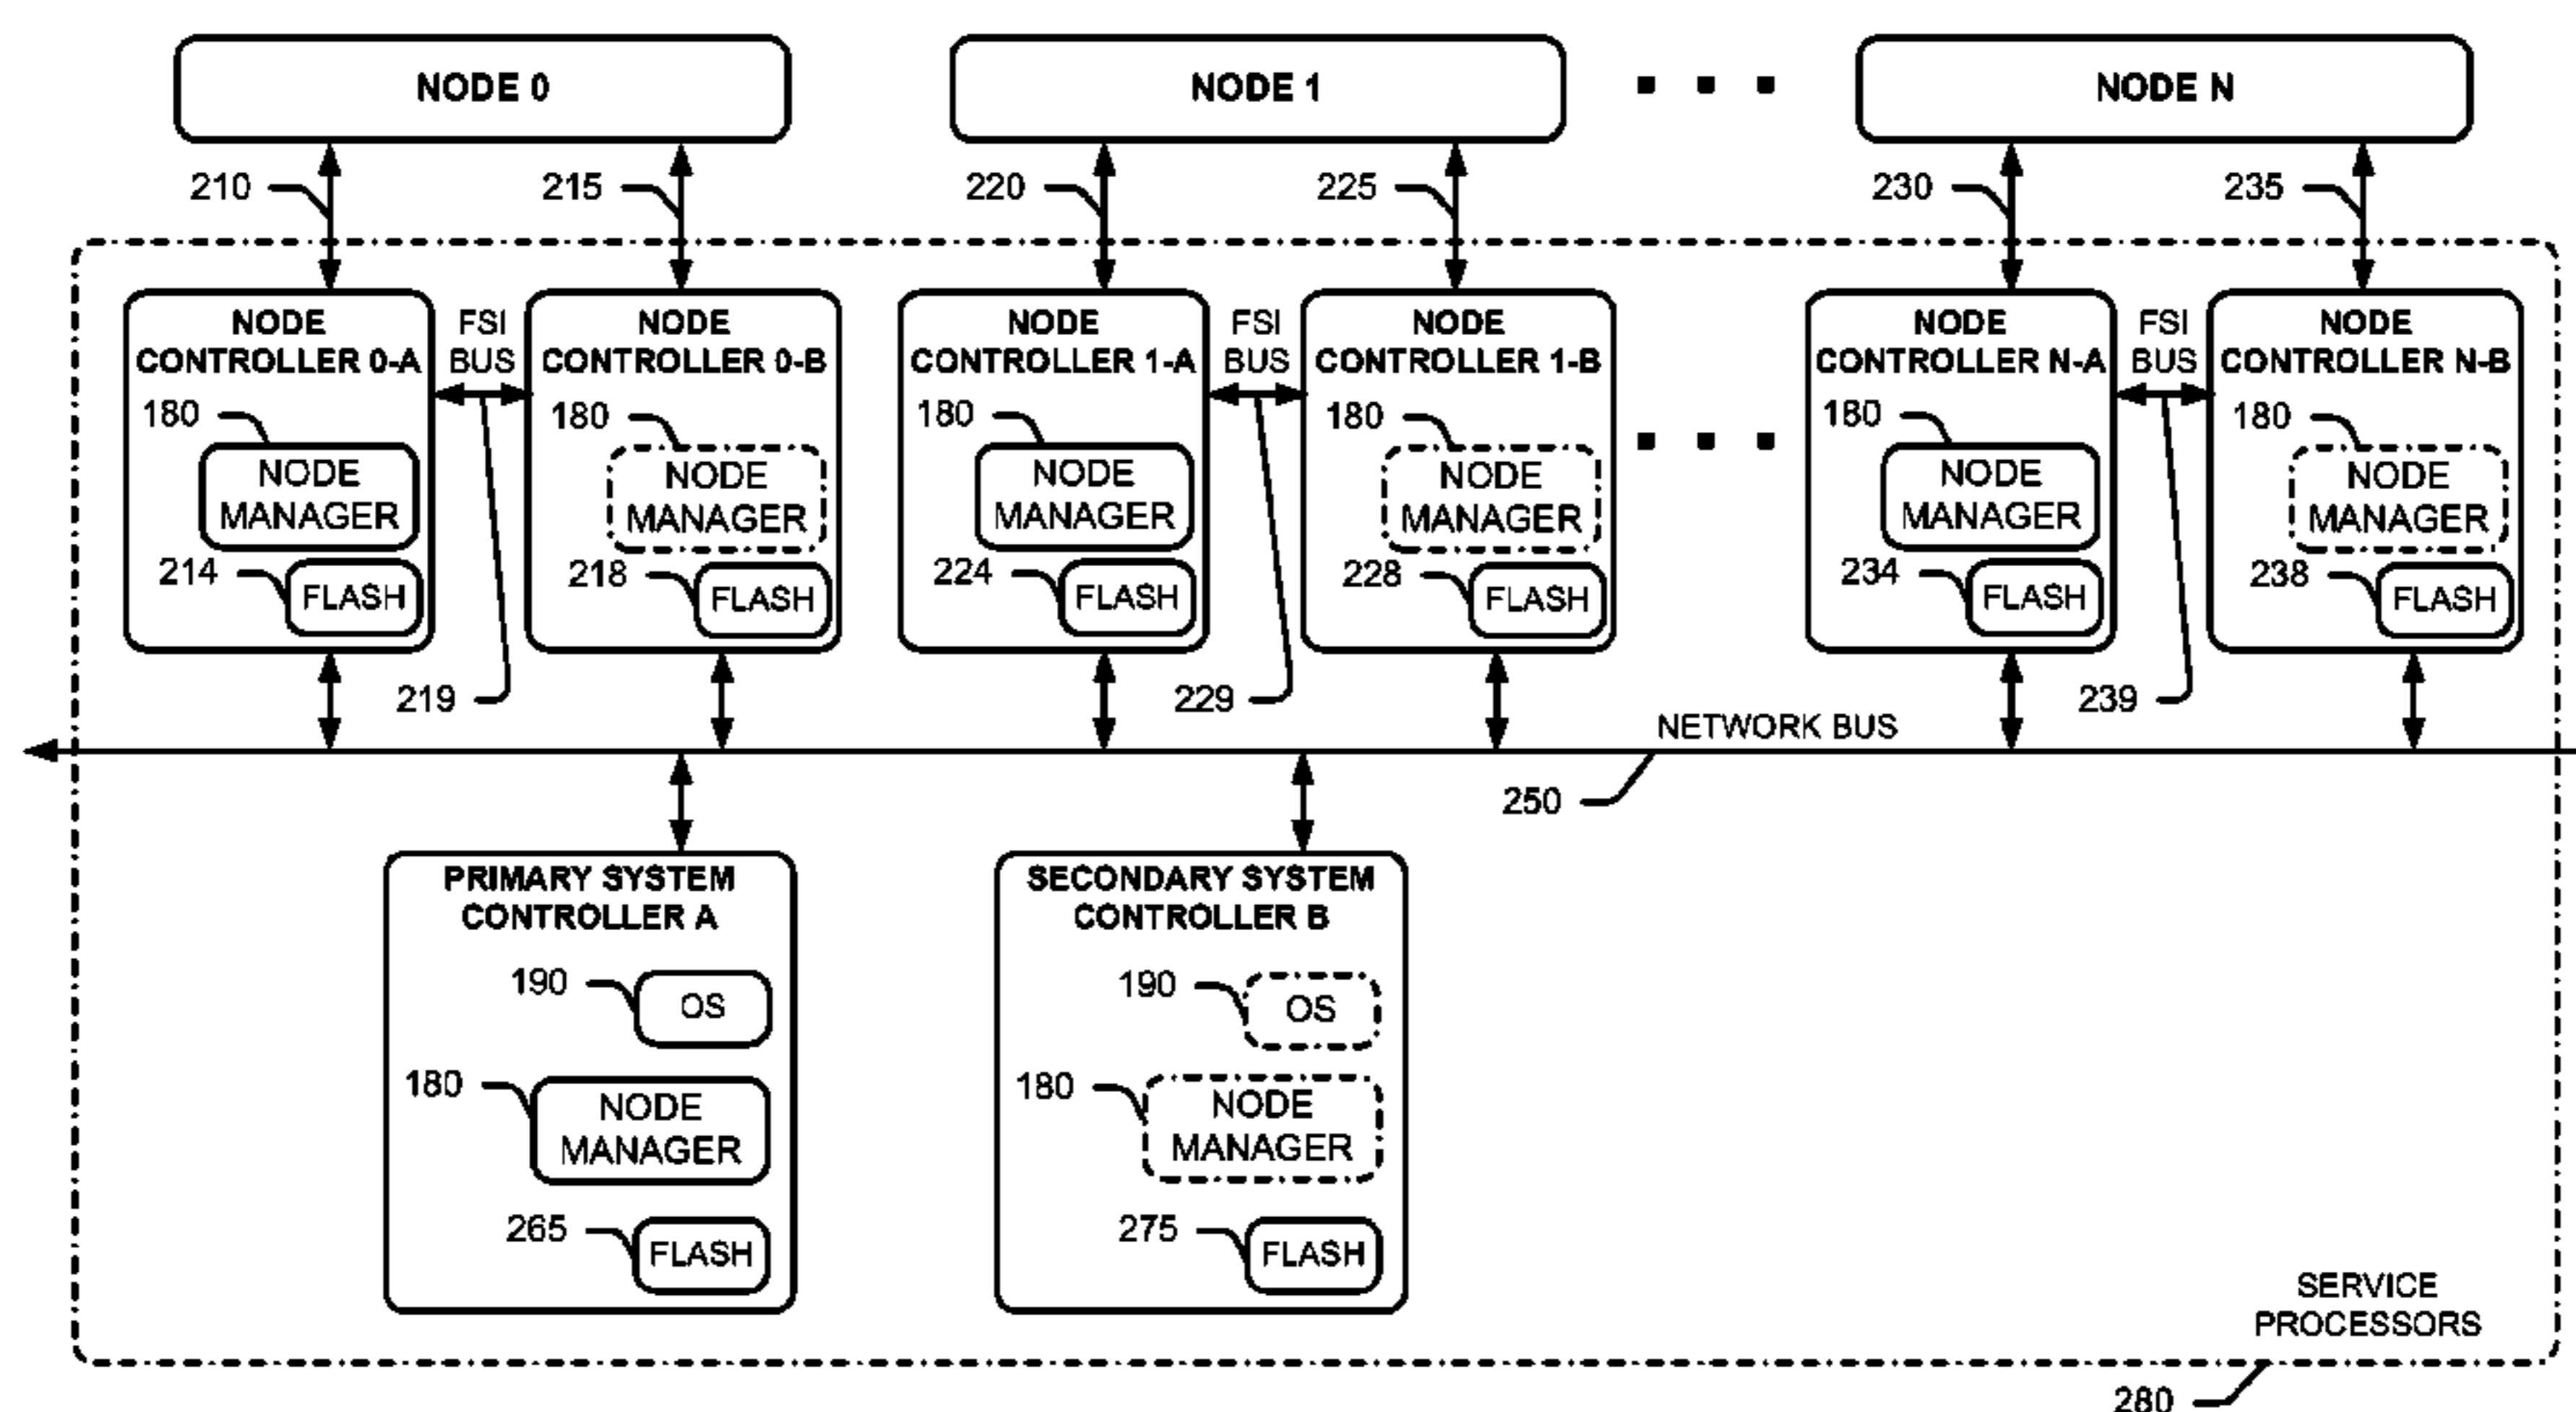 NODE 0
NODE 1
NODE N
210
215
220
225
230
235
NODE
CONTROLLER 0-A
180
NODE
MANAGER
214
FLASH
FSI
BUS
219
NODE
CONTROLLER 0-B
180
NODE
MANAGER
218
FLASH
NODE
CONTROLLER 1-A
180
NODE
MANAGER
224
FLASH
FSI
BUS
229
NODE
CONTROLLER 1-B
180
NODE
MANAGER
228
FLASH
NODE
CONTROLLER N-A
180
NODE
MANAGER
234
FLASH
FSI
BUS
239
NODE
CONTROLLER N-B
180
NODE
MANAGER
238
FLASH
NETWORK BUS
250
PRIMARY SYSTEM
CONTROLLER A
190
OS
180
NODE
MANAGER
265
FLASH
SECONDARY SYSTEM
CONTROLLER B
190
OS
180
NODE
MANAGER
275
FLASH
SERVICE
PROCESSORS
280